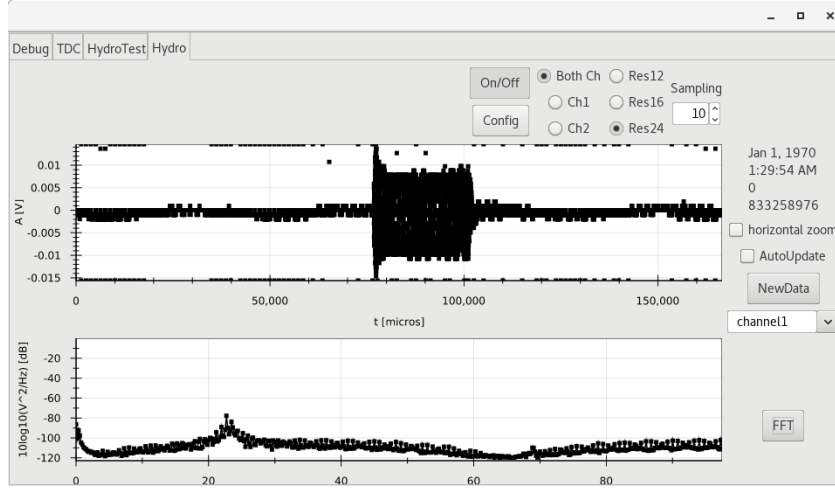 Debug TDC HydroTest Hydro
On/Off Both Ch Res12 Sampling
Ch1 Res16 10
Config Ch2 Res24
Jan 1, 1970
1:29:54 AM
0
833258976
horizontal zoom
AutoUpdate
NewData
channel1
A [V]
0.01
0.005
0
-0.005
-0.01
-0.015
0 50,000 100,000 150,000
t [micros]
10log10(V^2/Hz) [dB]
-20
-40
-60
-80
-100
-120
0 20 40 60 80
FFT